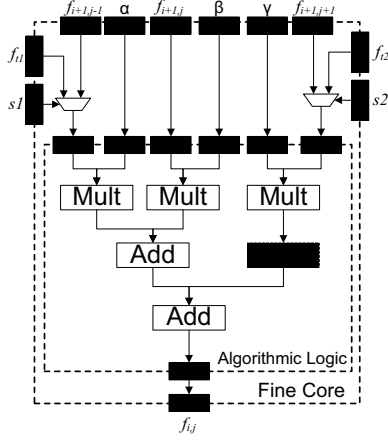 f_{i+1,j-1} α f_{i+1,j} β γ f_{i+1,j+1}
f_{t1} f_{t2}
s1 s2
Mult Mult Mult
Add
Add
Algorithmic Logic
Fine Core
f_{i,j}